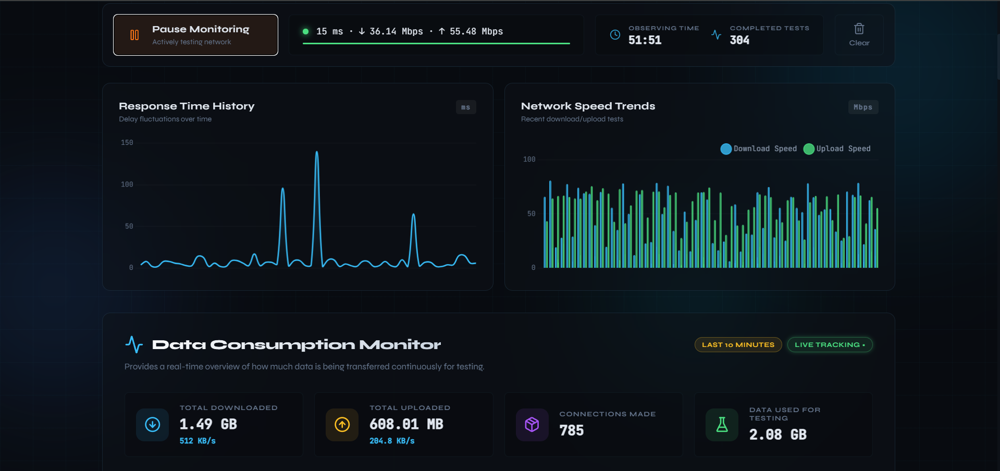 Pause Monitoring
Actively testing network
15 ms · ↓ 36.14 Mbps · ↑ 55.48 Mbps
OBSERVING TIME
51:51
COMPLETED TESTS
304
Clear
Response Time History
Delay fluctuations over time
ms
150
100
50
0
Network Speed Trends
Recent download/upload tests
Mbps
Download Speed
Upload Speed
100
50
0
Data Consumption Monitor
Provides a real-time overview of how much data is being transferred continuously for testing.
LAST 10 MINUTES
LIVE TRACKING •
TOTAL DOWNLOADED
1.49 GB
512 KB/s
TOTAL UPLOADED
608.01 MB
204.8 KB/s
CONNECTIONS MADE
785
DATA USED FOR
TESTING
2.08 GB